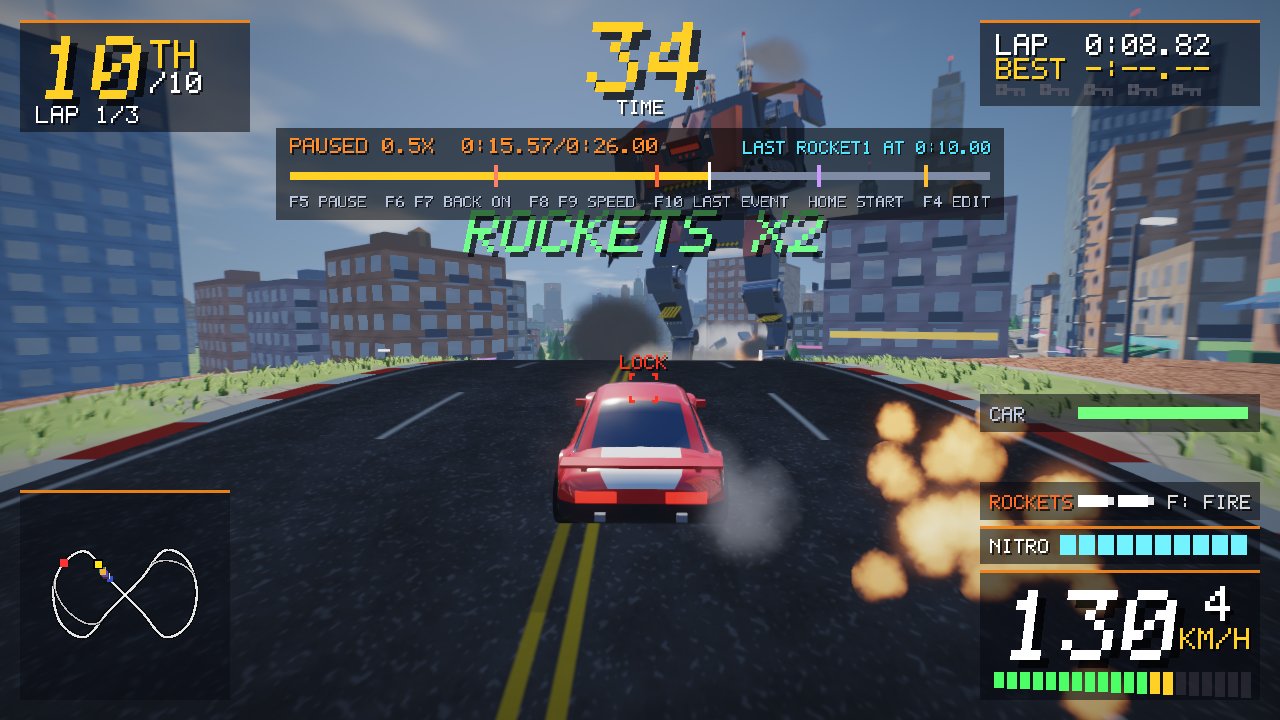 10TH
/10
LAP 1/3
34
TIME
LAP 0:08.82
BEST -:--.--
PAUSED 0.5X 0:15.57/0:26.00
LAST ROCKET1 AT 0:10.00
F5 PAUSE F6 F7 BACK ON F8 F9 SPEED F10 LAST EVENT HOME START F4 EDIT
ROCKETS X2
LOCK
CAR
ROCKETS F: FIRE
NITRO
130 4
KM/H